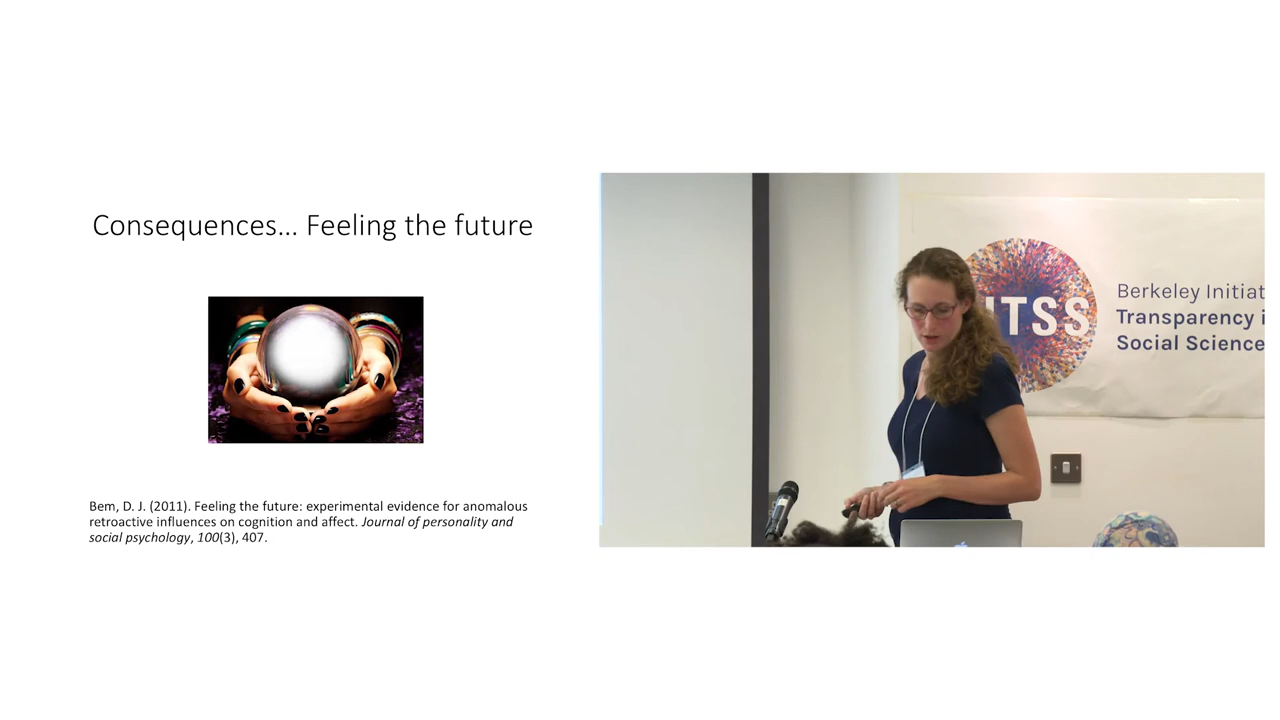 Consequences... Feeling the future
Bem, D. J. (2011). Feeling the future: experimental evidence for anomalous
retroactive influences on cognition and affect. Journal of personality and
social psychology, 100(3), 407.
ITSS
Berkeley Initiat
Transparency i
Social Science